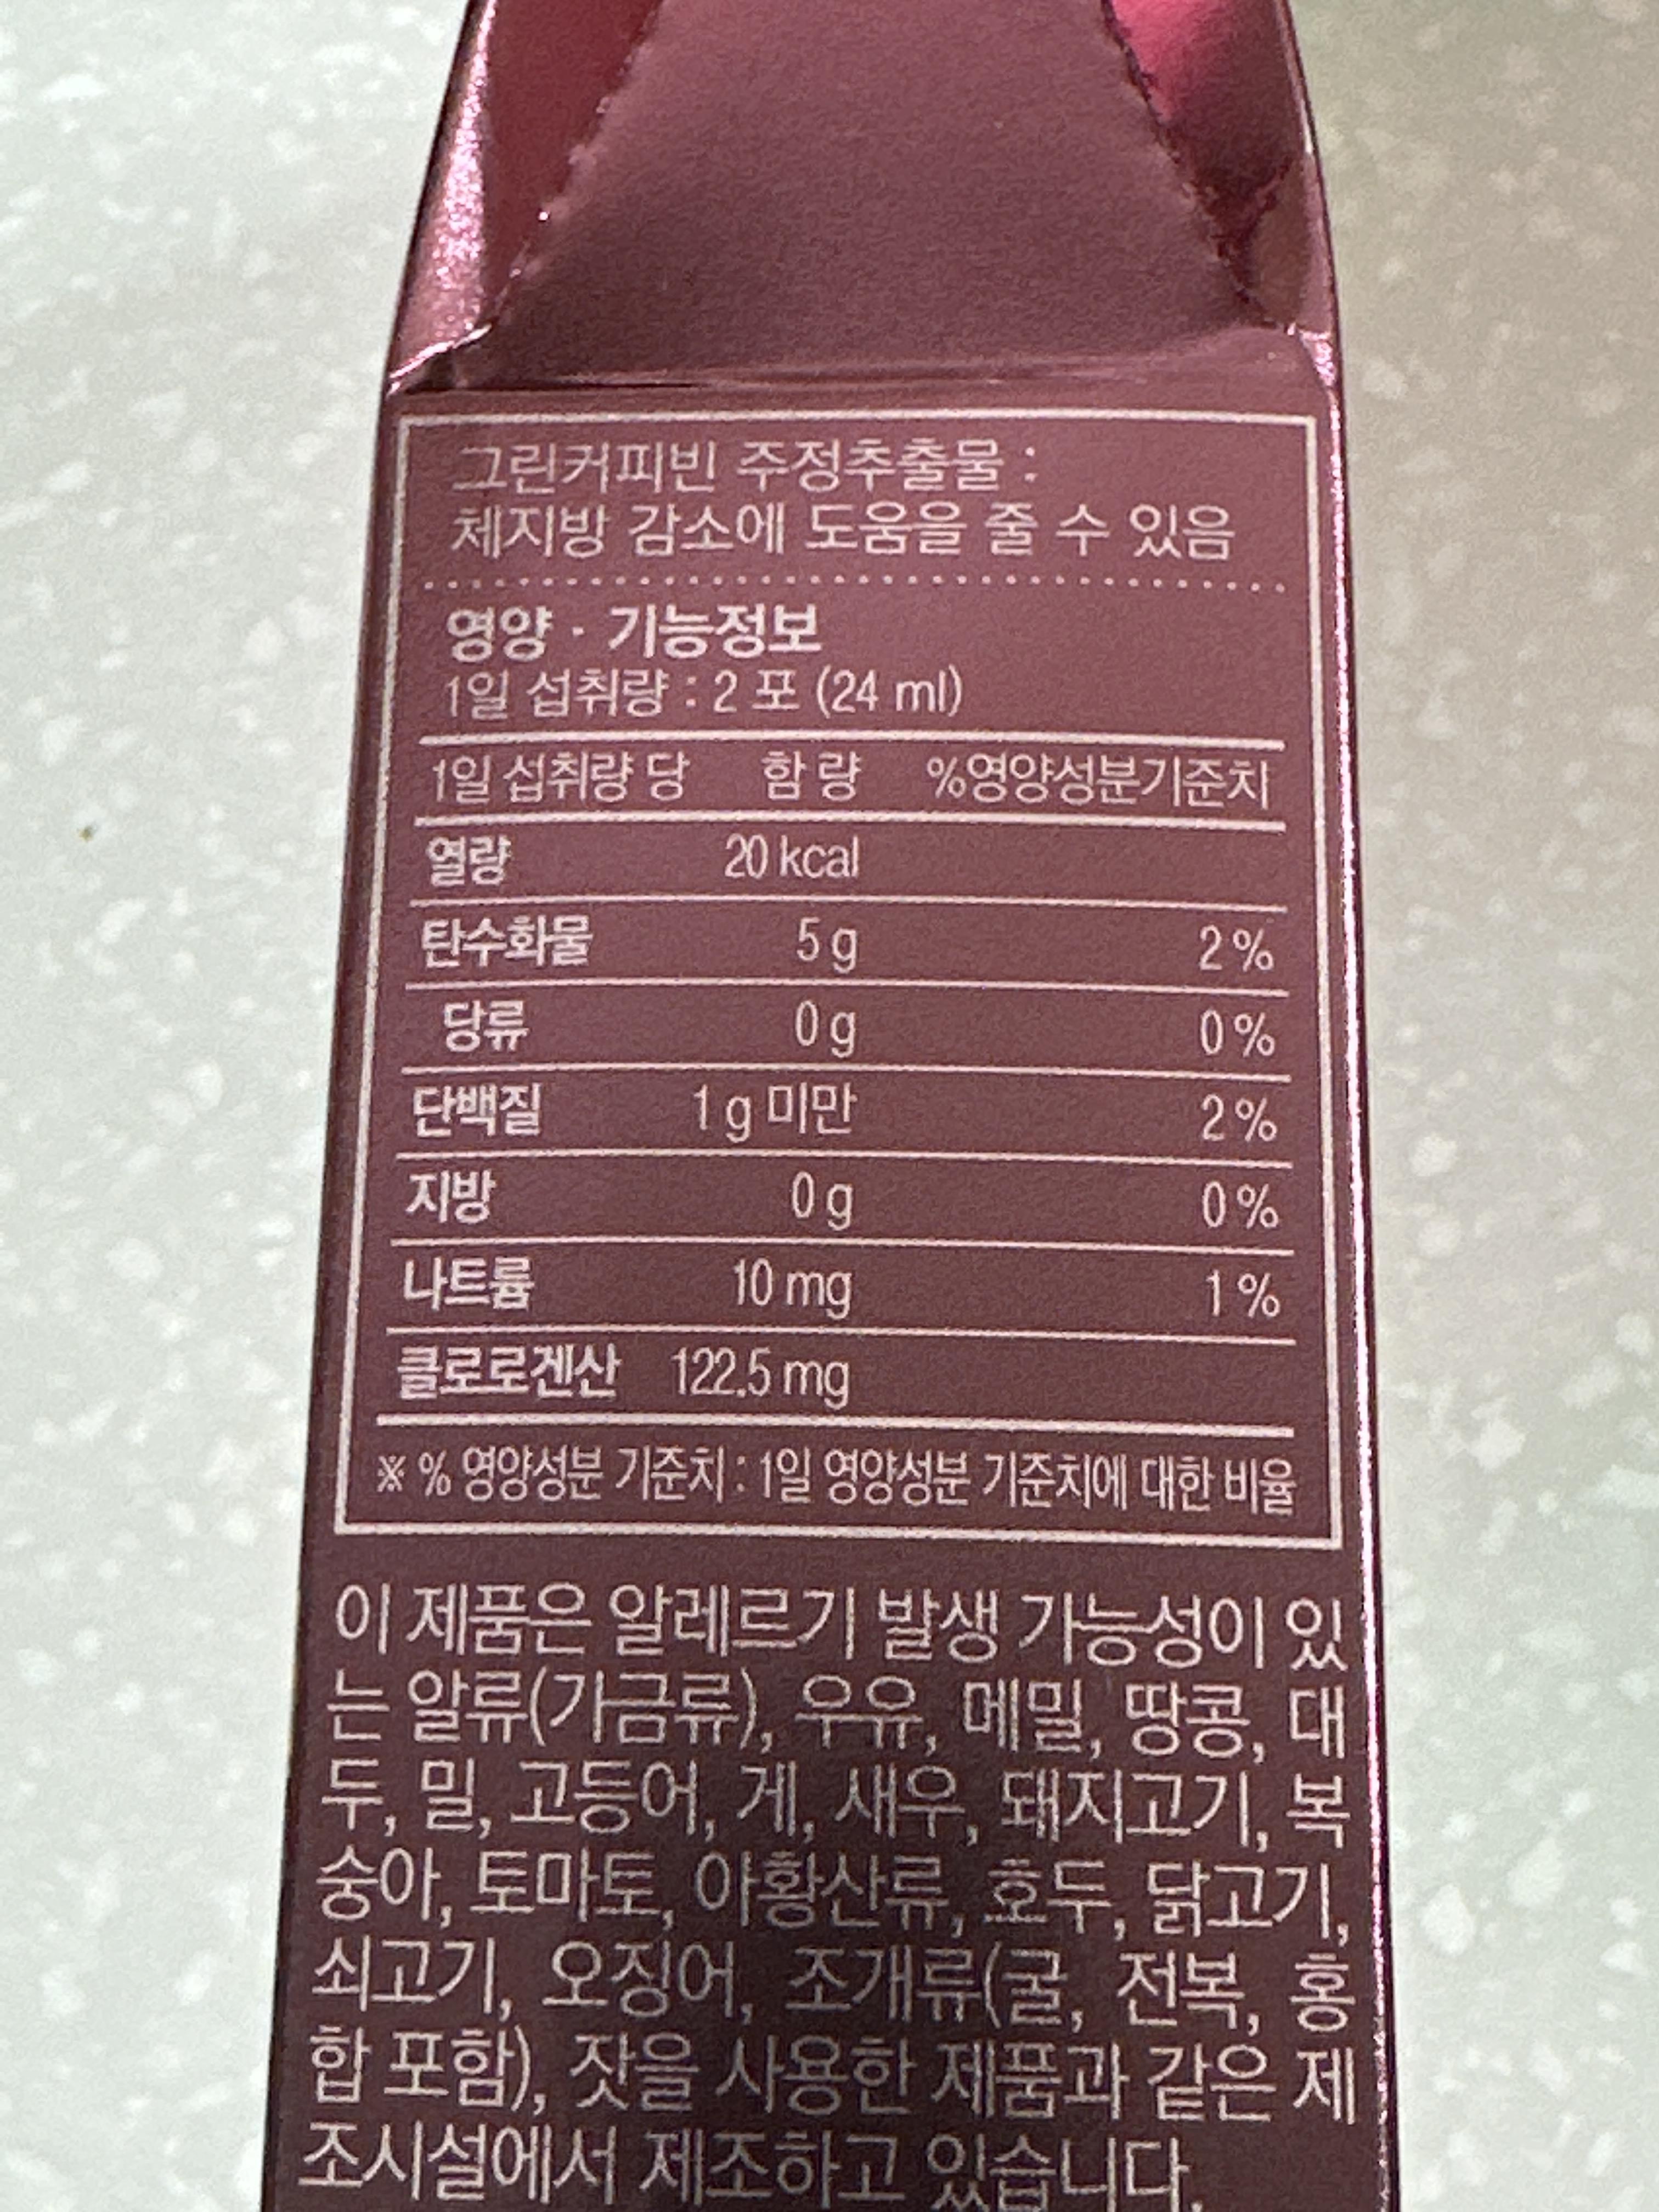 그린커피빈 주정추출물 :
체지방 감소에 도움을 줄 수 있음
영양 · 기능정보
1일 섭취량 : 2 포 (24 ml)
1일 섭취량 당 함 량 %영양성분기준치
열량 20 kcal
탄수화물 5 g 2 %
당류 0 g 0 %
단백질 1 g 미만 2 %
지방 0 g 0 %
나트륨 10 mg 1 %
클로로겐산 122.5 mg
※ % 영양성분 기준치 : 1일 영양성분 기준치에 대한 비율
이 제품은 알레르기 발생 가능성이 있
는 알류(가금류), 우유, 메밀, 땅콩, 대
두, 밀, 고등어, 게, 새우, 돼지고기, 복
숭아, 토마토, 아황산류, 호두, 닭고기,
쇠고기, 오징어, 조개류(굴, 전복, 홍
합 포함), 잣을 사용한 제품과 같은 제
조시설에서 제조하고 있습니다.